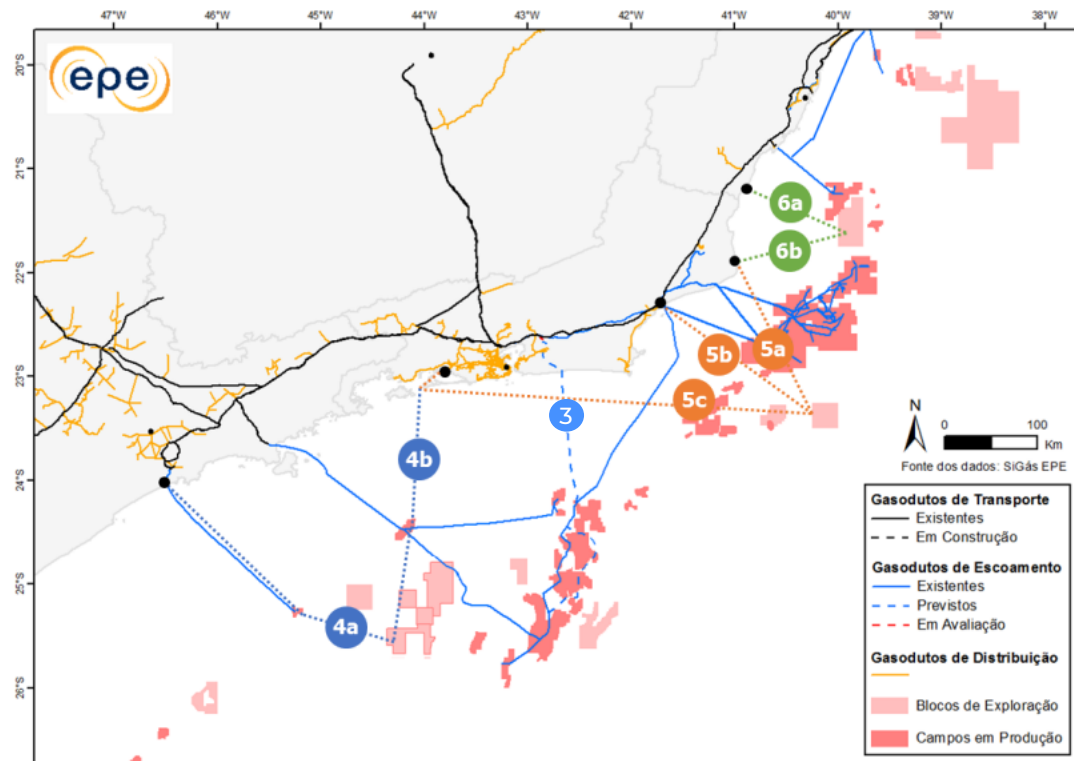 47°W 46°W 45°W 44°W 43°W 42°W 41°W 40°W 39°W 38°W
epe
20°S
21°S
22°S
23°S
24°S
25°S
26°S
6a
6b
5a
5b
5c
3
4b
4a
N
0 100
Km
Fonte dos dados: SiGás EPE
Gasodutos de Transporte
Existentes
Em Construção
Gasodutos de Escoamento
Existentes
Previstos
Em Avaliação
Gasodutos de Distribuição
Blocos de Exploração
Campos em Produção